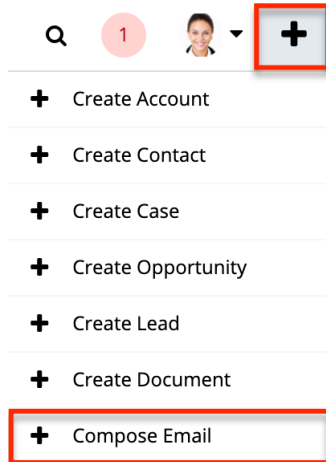 1
Create Account
Create Contact
Create Case
Create Opportunity
Create Lead
Create Document
Compose Email